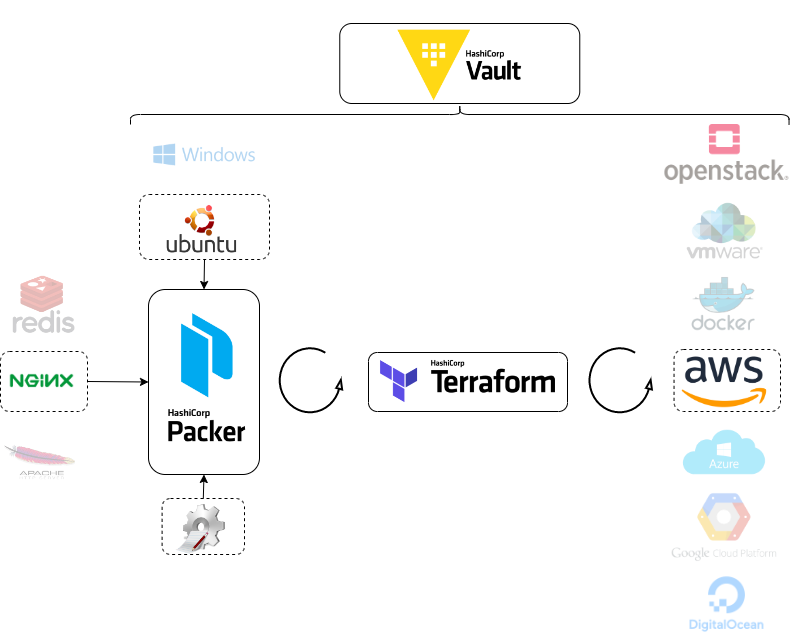 HashiCorp
Vault
Windows
openstack.
ubuntu
vmware
redis
docker
NGINX
HashiCorp
Packer
HashiCorp
Terraform
aws
APACHE
Azure
Google Cloud Platform
DigitalOcean